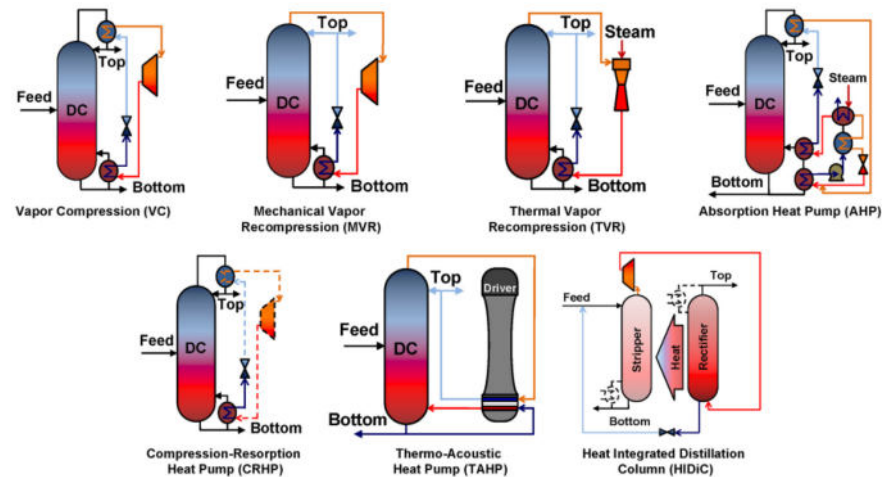 Top
Feed
DC
Bottom
Vapor Compression (VC)
Top
Feed
DC
Bottom
Mechanical Vapor
Recompression (MVR)
Steam
Top
Feed
DC
Bottom
Thermal Vapor
Recompression (TVR)
Top
Steam
Feed
DC
Bottom
Absorption Heat Pump (AHP)
Top
Feed
DC
Bottom
Compression-Resorption
Heat Pump (CRHP)
Top
Driver
Feed
DC
Bottom
Thermo-Acoustic
Heat Pump (TAHP)
Top
Feed
Stripper
Heat
Rectifier
Bottom
Heat Integrated Distillation
Column (HIDiC)